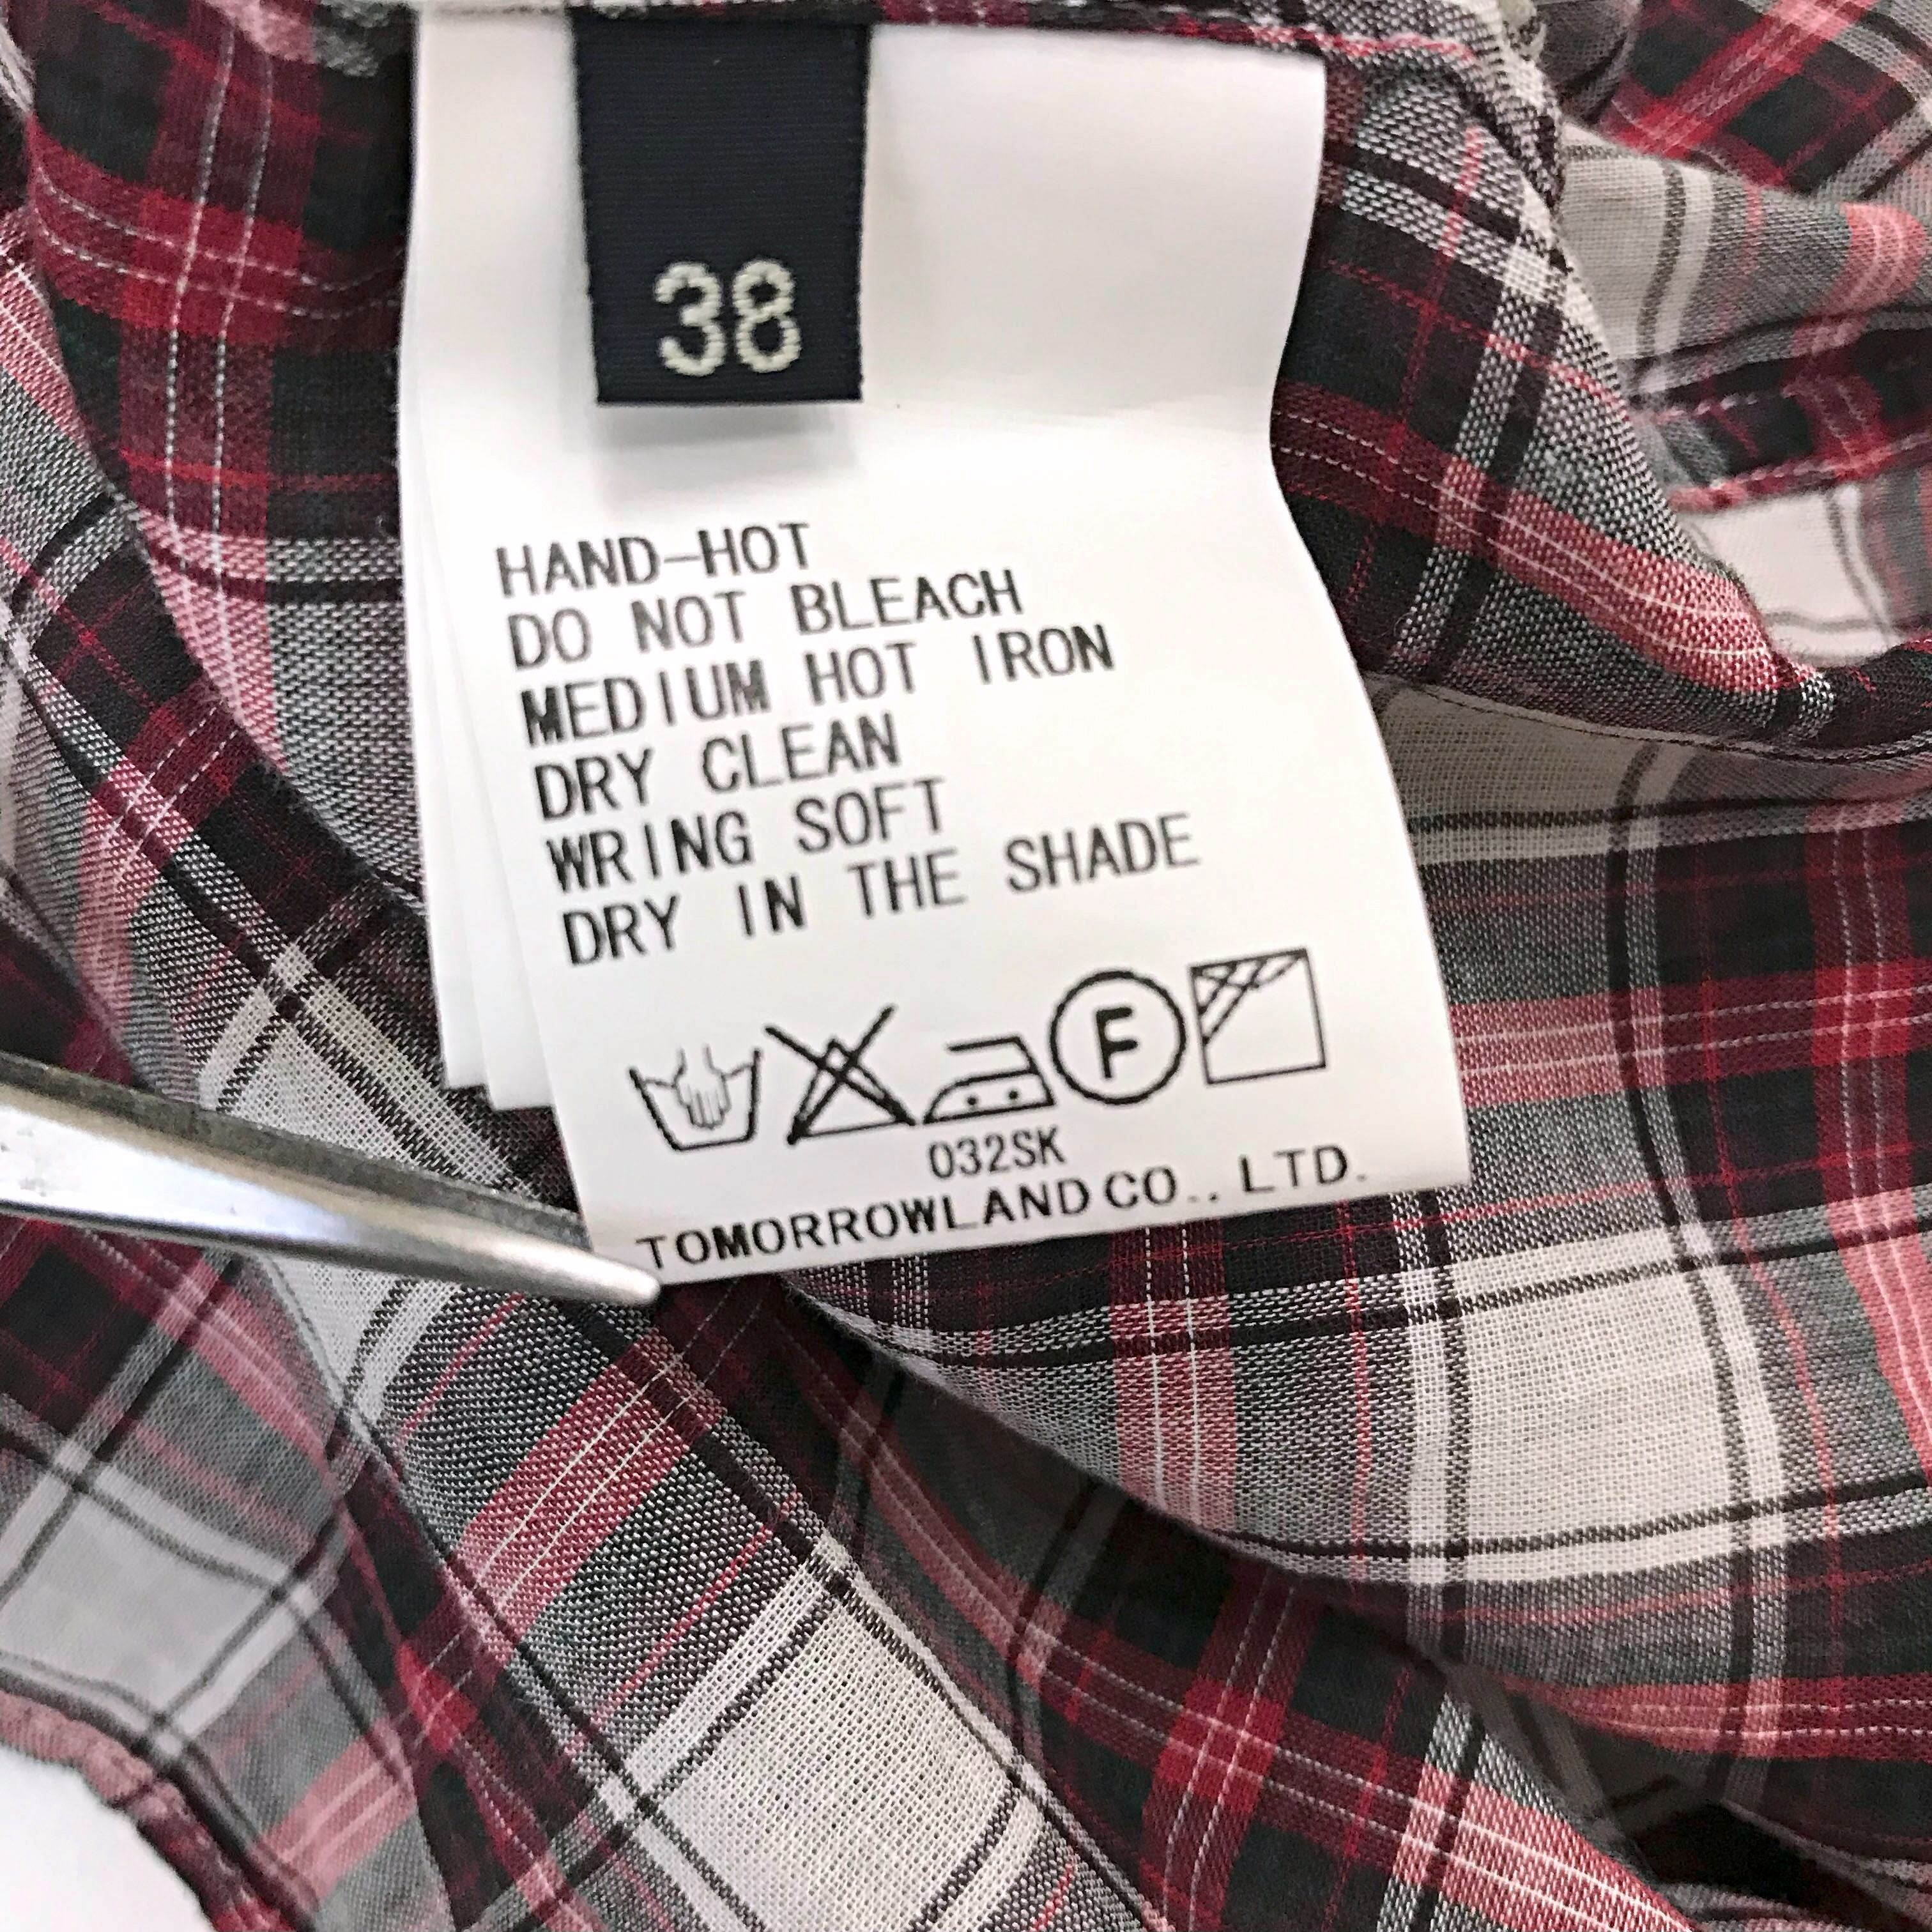 38
HAND-HOT
DO NOT BLEACH
MEDIUM HOT IRON
DRY CLEAN
WRING SOFT
DRY IN THE SHADE
F
032SK
TOMORROWLAND CO., LTD.